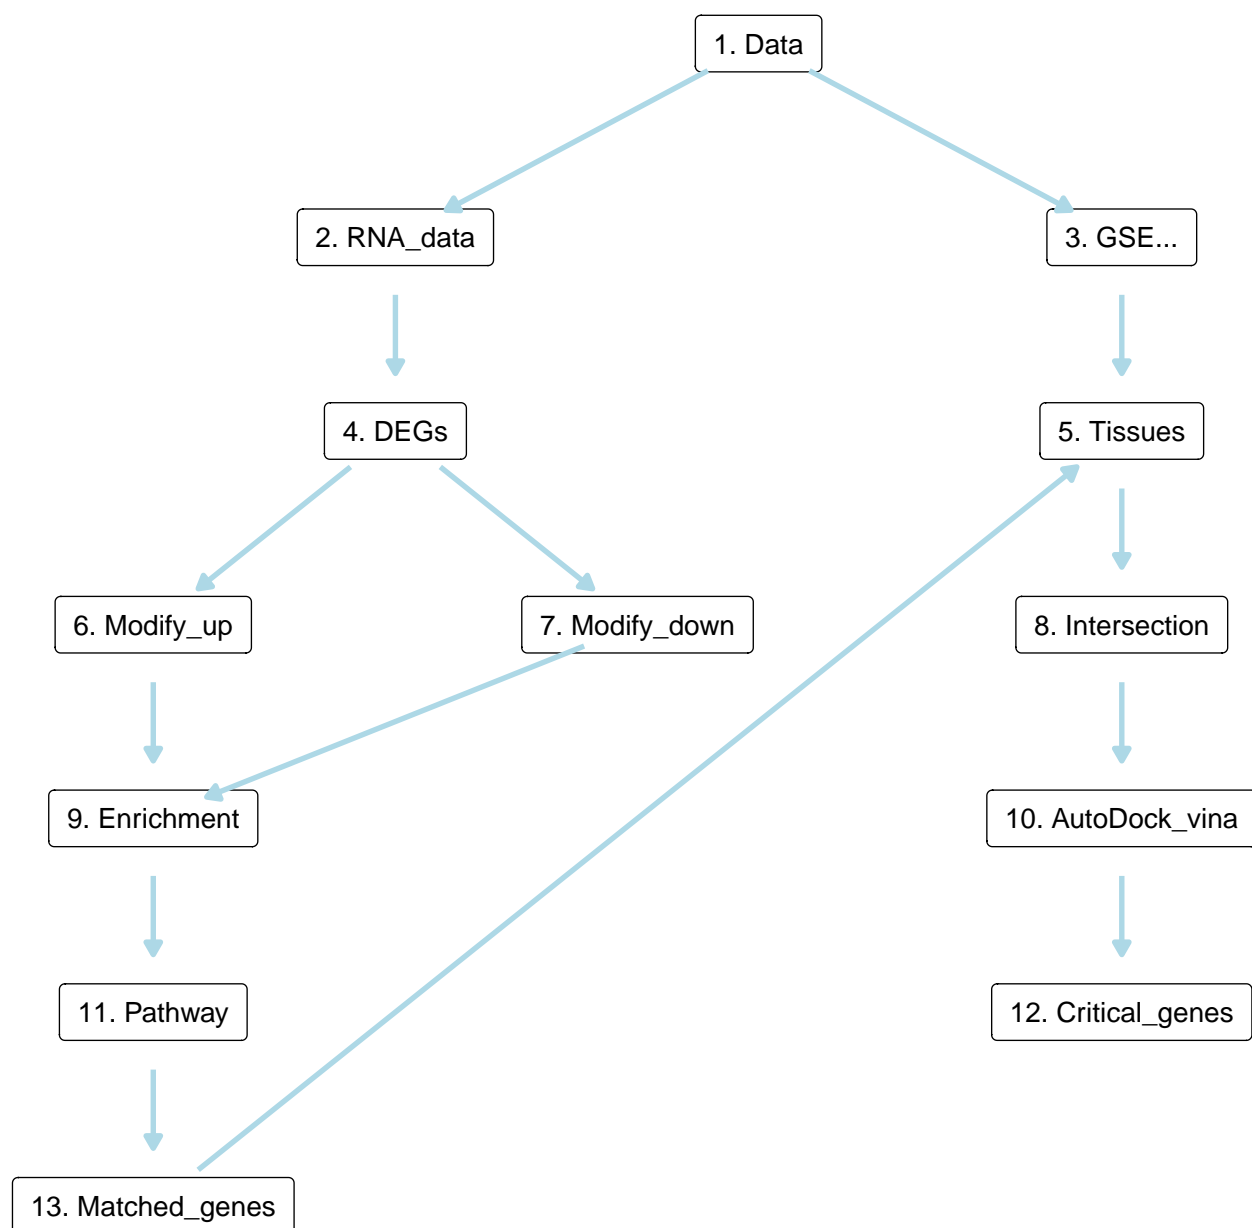 1. Data
2. RNA_data
3. GSE...
4. DEGs
5. Tissues
6. Modify_up
7. Modify_down
8. Intersection
9. Enrichment
10. AutoDock_vina
11. Pathway
12. Critical_genes
13. Matched_genes